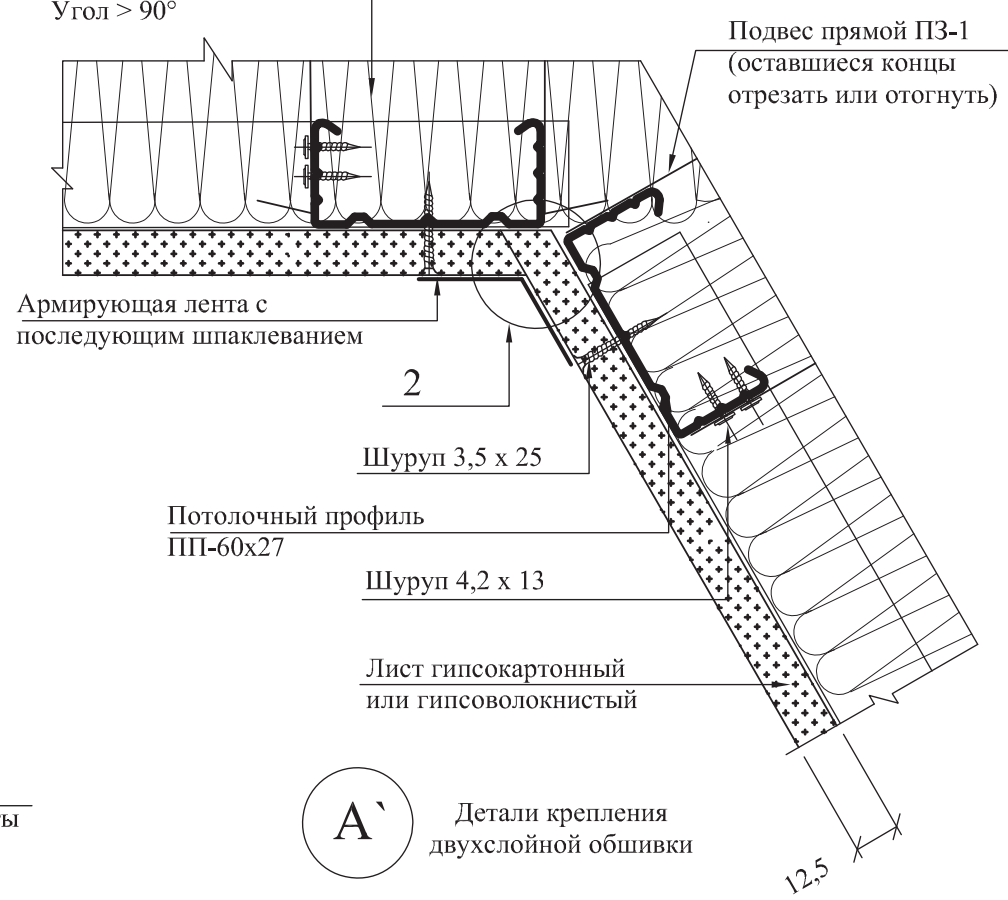 Угол > 90°
Подвес прямой ПЗ-1
(оставшиеся концы
отрезать или отогнуть)
Армирующая лента с
последующим шпаклеванием
2
Шуруп 3,5 х 25
Потолочный профиль
ПП-60х27
Шуруп 4,2 х 13
Лист гипсокартонный
или гипсоволокнистый
А`
Детали крепления
двухслойной обшивки
12,5